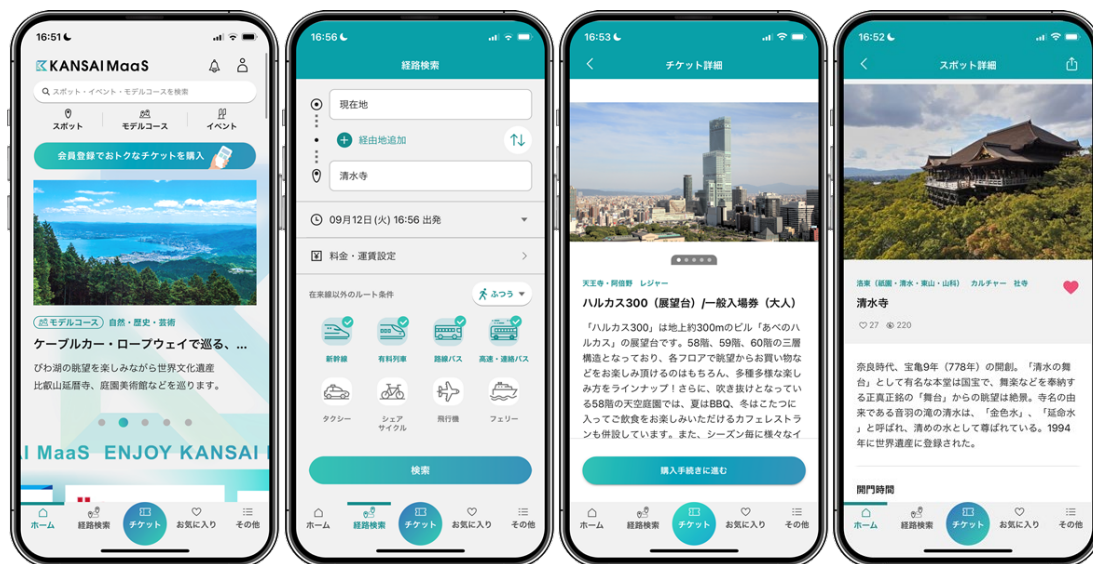 16:51
KANSAI MaaS
スポット・イベント・モデルコースを検索
スポット
モデルコース
イベント
会員登録でおトクなチケットを購入
モデルコース 自然・歴史・芸術
ケーブルカー・ロープウェイで巡る、...
びわ湖の眺望を楽しみながら世界文化遺産
比叡山延暦寺、庭園美術館などを巡ります。
I MaaS ENJOY KANSAI
ホーム
経路検索
チケット
お気に入り
その他
16:56
経路検索
現在地
経由地追加
清水寺
09月12日(火) 16:56 出発
料金・運賃設定
在来線以外のルート条件
ふつう
新幹線
有料列車
路線バス
高速・連絡バス
タクシー
シェア
サイクル
飛行機
フェリー
検索
ホーム
経路検索
チケット
お気に入り
その他
16:53
チケット詳細
天王寺・阿倍野 レジャー
ハルカス300（展望台）/一般入場券（大人）
「ハルカス300」は地上約300mのビル「あべのハ
ルカス」の展望台です。58階、59階、60階の三層
構造となっており、各フロアで眺望からお買い物な
どをお楽しみ頂けるのはもちろん、多種多様な楽し
み方をラインナップ！さらに、吹き抜けとなってい
る58階の天空庭園では、夏はBBQ、冬はこたつに
入ってご飲食をお楽しみいただけるカフェレストラ
ンも併設しています。また、シーズン毎に様々なイ
購入手続きに進む
ホーム
経路検索
チケット
お気に入り
その他
16:52
スポット詳細
洛東（祇園・清水・東山・山科） カルチャー 社寺
清水寺
27 220
奈良時代、宝亀9年（778年）の開創。「清水の舞
台」として有名な本堂は国宝で、舞楽などを奉納す
る正真正銘の「舞台」からの眺望は絶景。寺名の由
来である音羽の滝の清水は、「金色水」、「延命水
」と呼ばれ、清めの水として尊ばれている。1994
年に世界遺産に登録された。
開門時間
ホーム
経路検索
チケット
お気に入り
その他